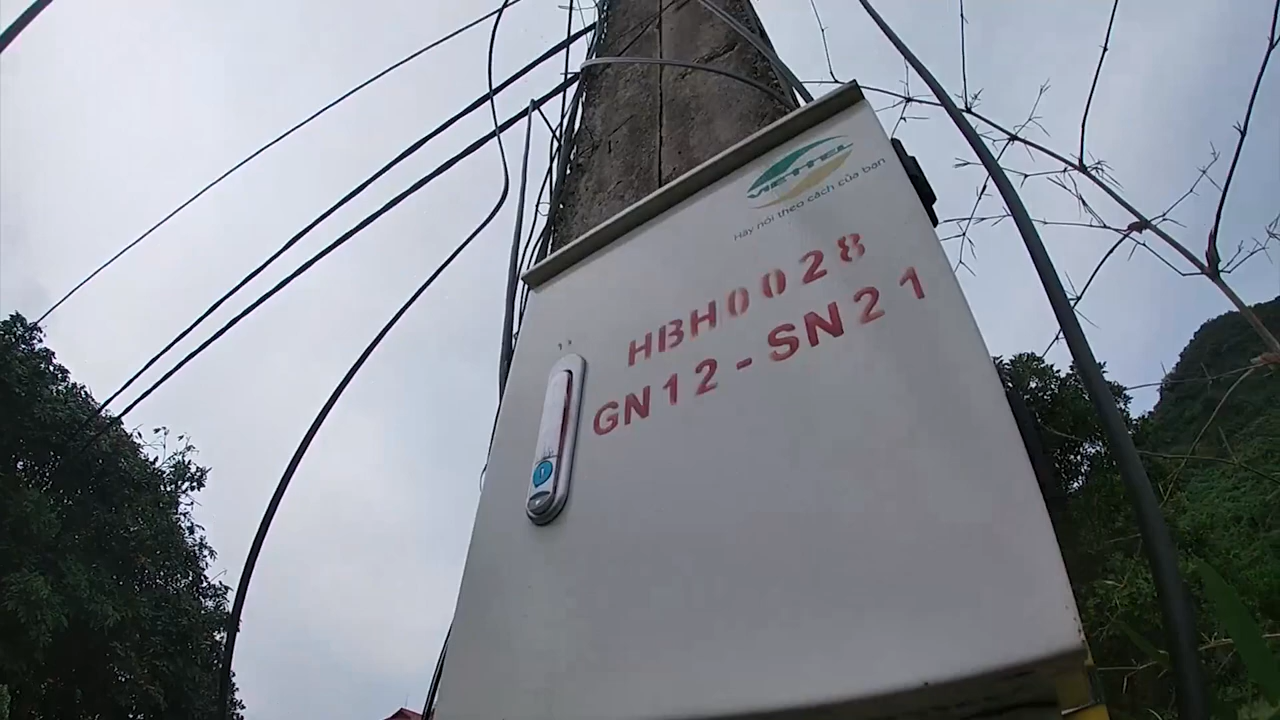 VIETTEL
Hãy nói theo cách của bạn
HBH0028
GN12-SN21